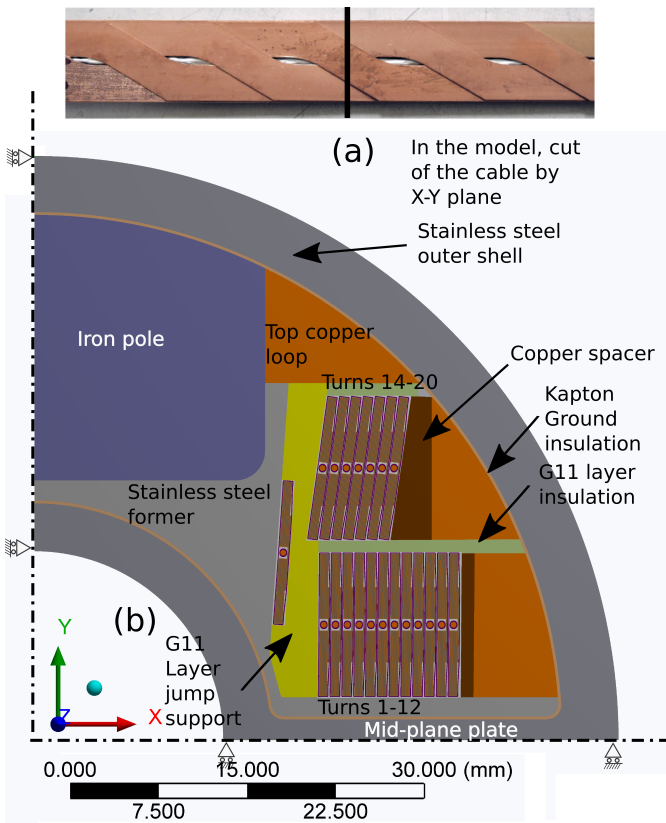 (a)
In the model, cut
of the cable by
X-Y plane
Stainless steel
outer shell
Iron pole
Top copper
loop
Copper spacer
Turns 14-20
Kapton
Ground
insulation
G11 layer
insulation
Stainless steel
former
(b)
Y
G11
Layer
jump
support
Z
X
Turns 1-12
Mid-plane plate
0.000 15.000 30.000 (mm)
7.500 22.500